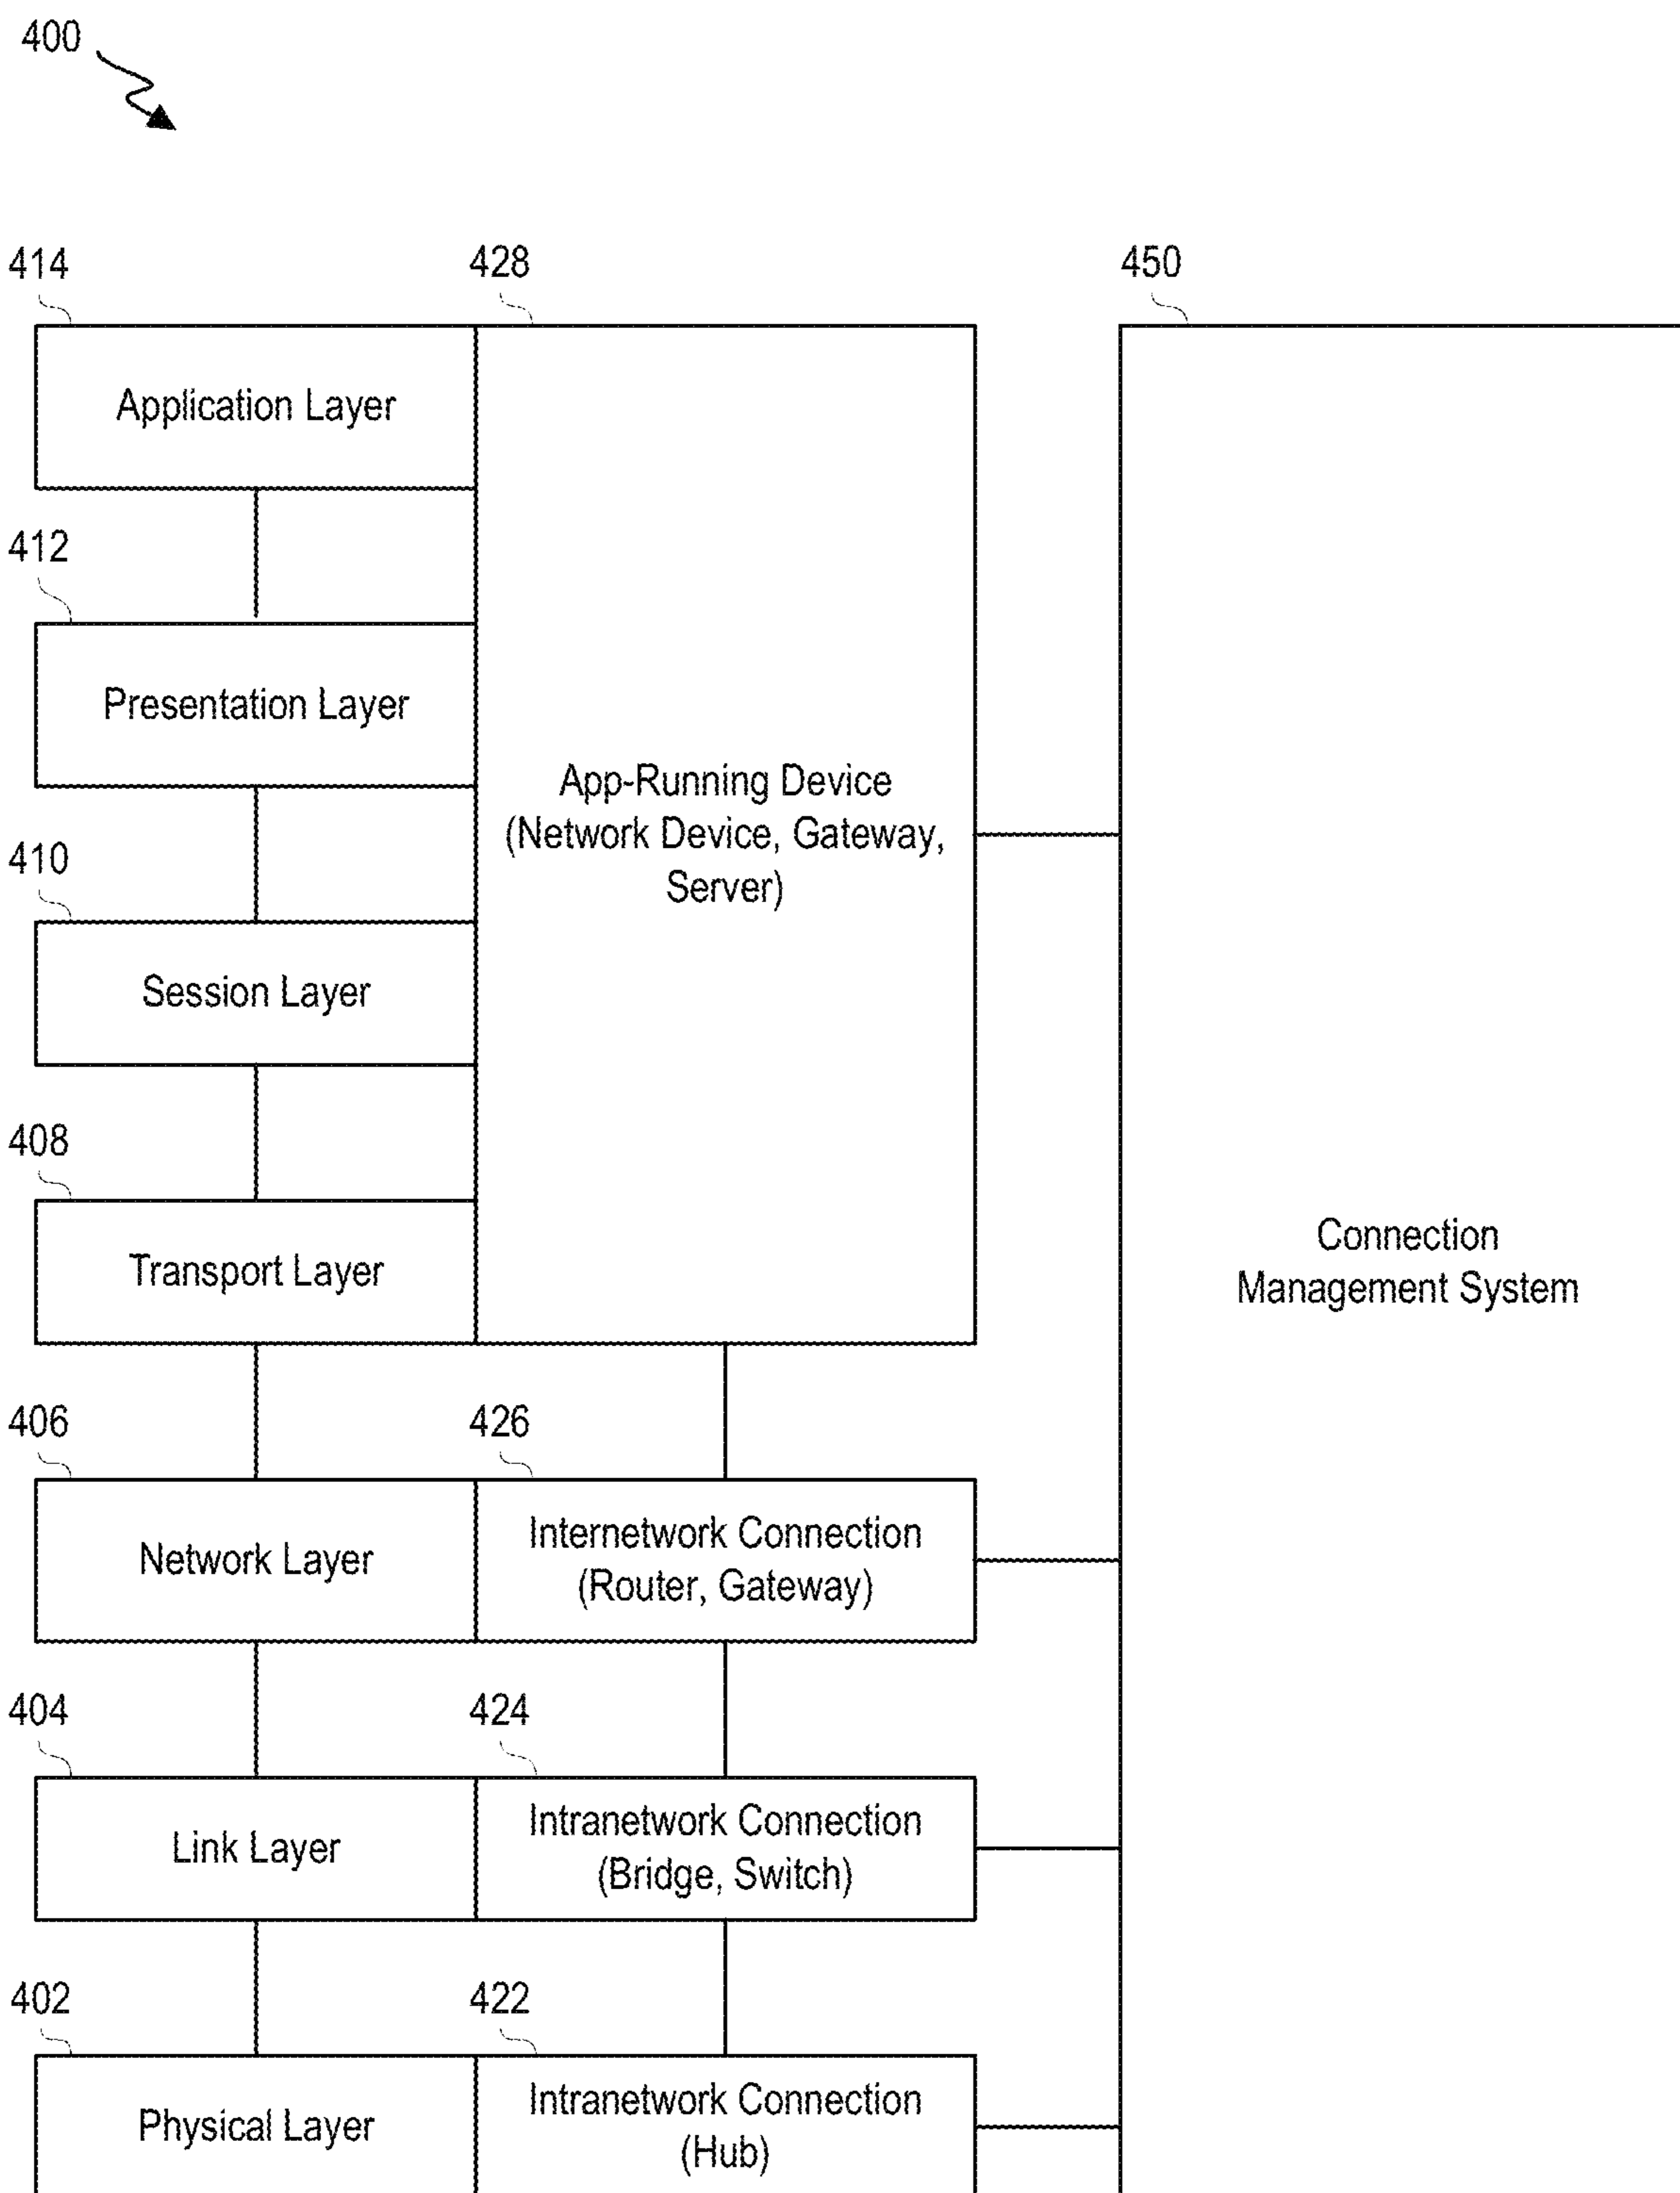 400
414
428
450
Application Layer
412
Presentation Layer
App-Running Device
(Network Device, Gateway,
Server)
410
Session Layer
408
Transport Layer
Connection
Management System
406
426
Network Layer
Internetwork Connection
(Router, Gateway)
404
424
Link Layer
Intranetwork Connection
(Bridge, Switch)
402
422
Physical Layer
Intranetwork Connection
(Hub)